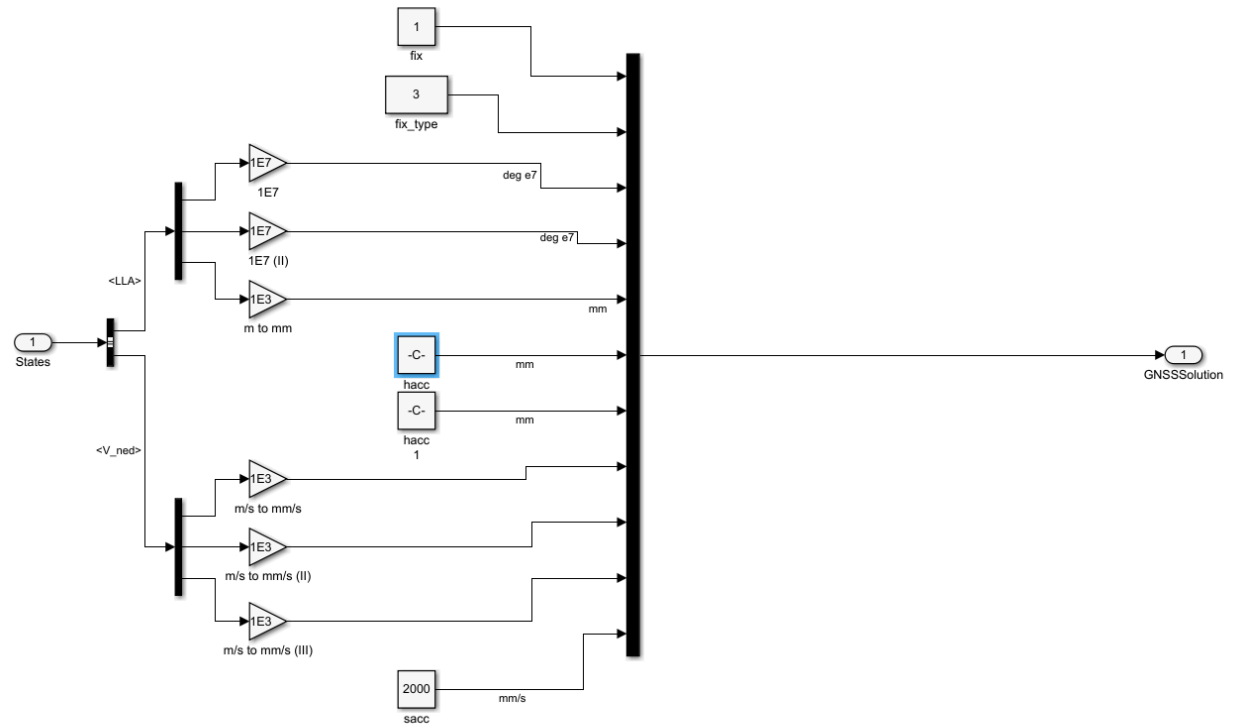 1
fix
3
fix_type
1E7
1E7
deg e7
1E7
1E7 (II)
deg e7
<LLA>
1E3
m to mm
mm
1
States
-C-
hacc
mm
-C-
hacc
1
mm
1
GNSSSolution
<V_ned>
1E3
m/s to mm/s
1E3
m/s to mm/s (II)
1E3
m/s to mm/s (III)
2000
sacc
mm/s